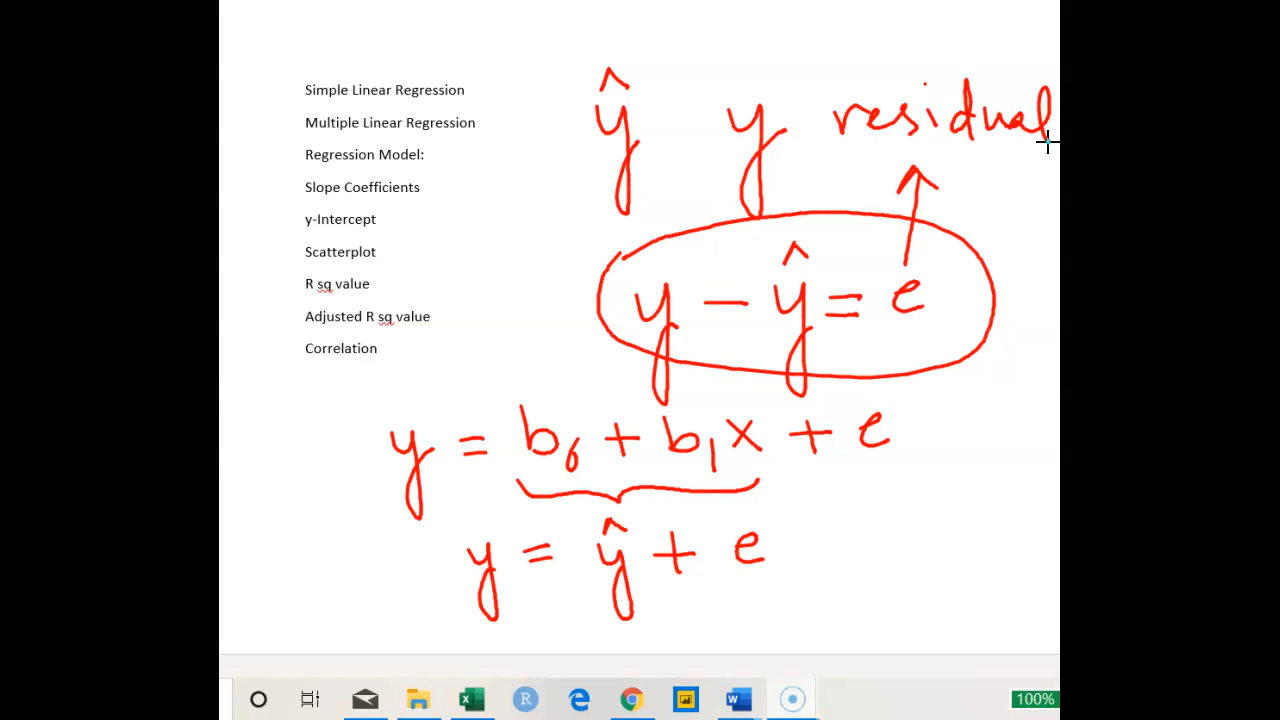 Simple Linear Regression
Multiple Linear Regression
Regression Model:
Slope Coefficients
y-Intercept
Scatterplot
R sq value
Adjusted R sq value
Correlation
ŷ y residual
y - ŷ = e
y = b₀ + b₁x + e
y = ŷ + e
R
100%